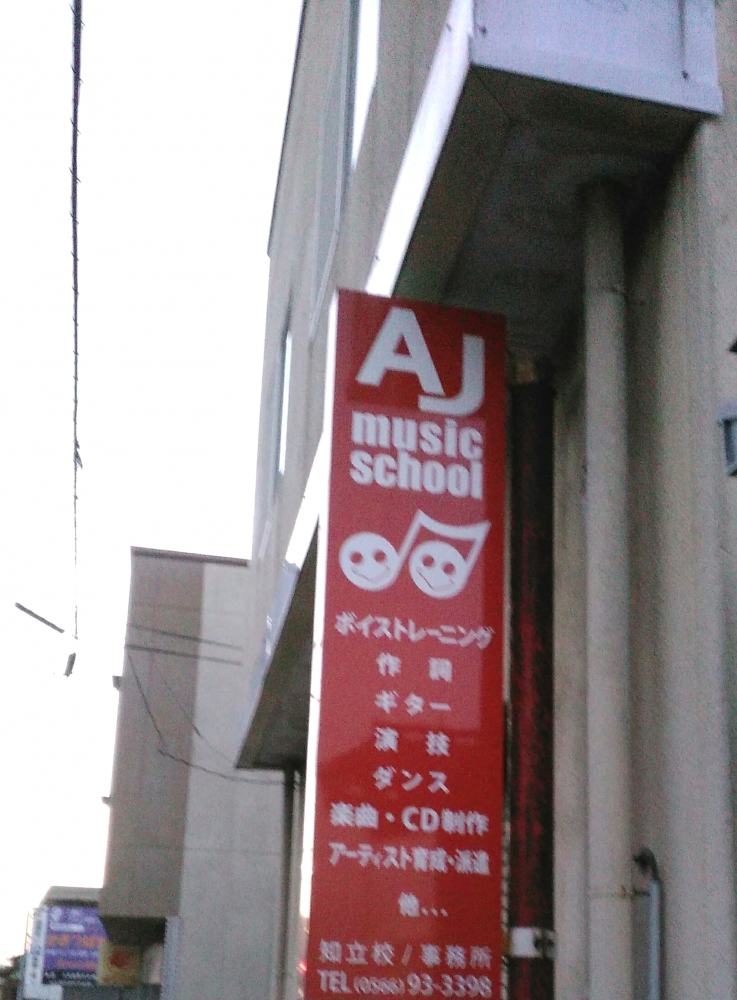 AJ
music
school
ボイストレーニング
作詞
ギター
演技
ダンス
楽曲・CD制作
アーティスト育成・派遣
他...
知立校/事務所
TEL(0566)93-3398